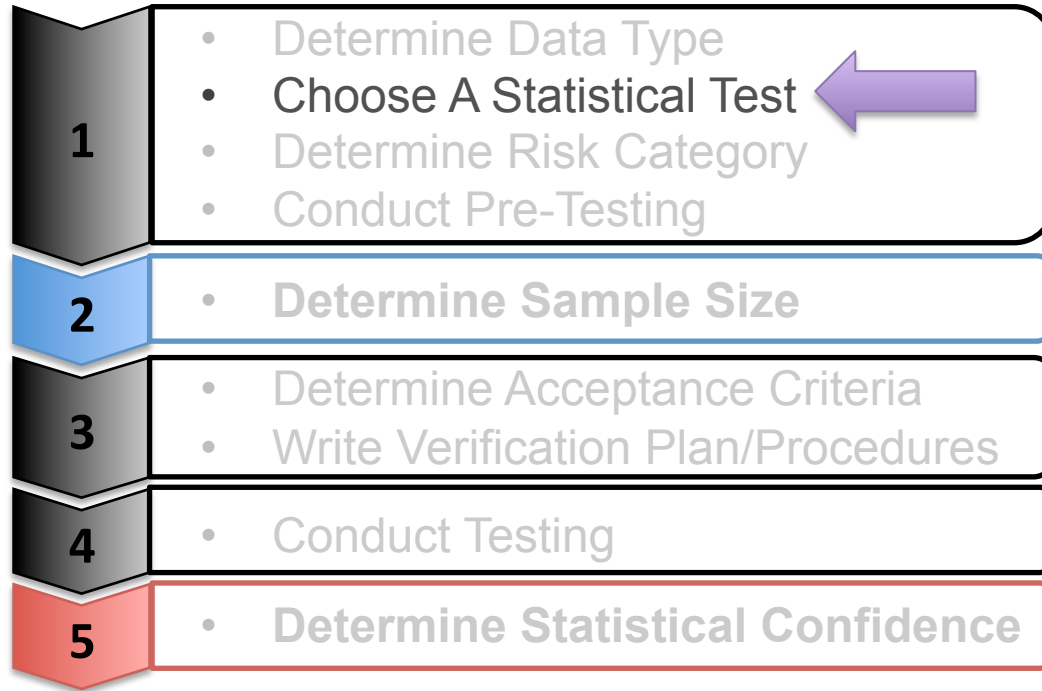 1
• Determine Data Type
• Choose A Statistical Test
• Determine Risk Category
• Conduct Pre-Testing
2
• Determine Sample Size
3
• Determine Acceptance Criteria
• Write Verification Plan/Procedures
4
• Conduct Testing
5
• Determine Statistical Confidence